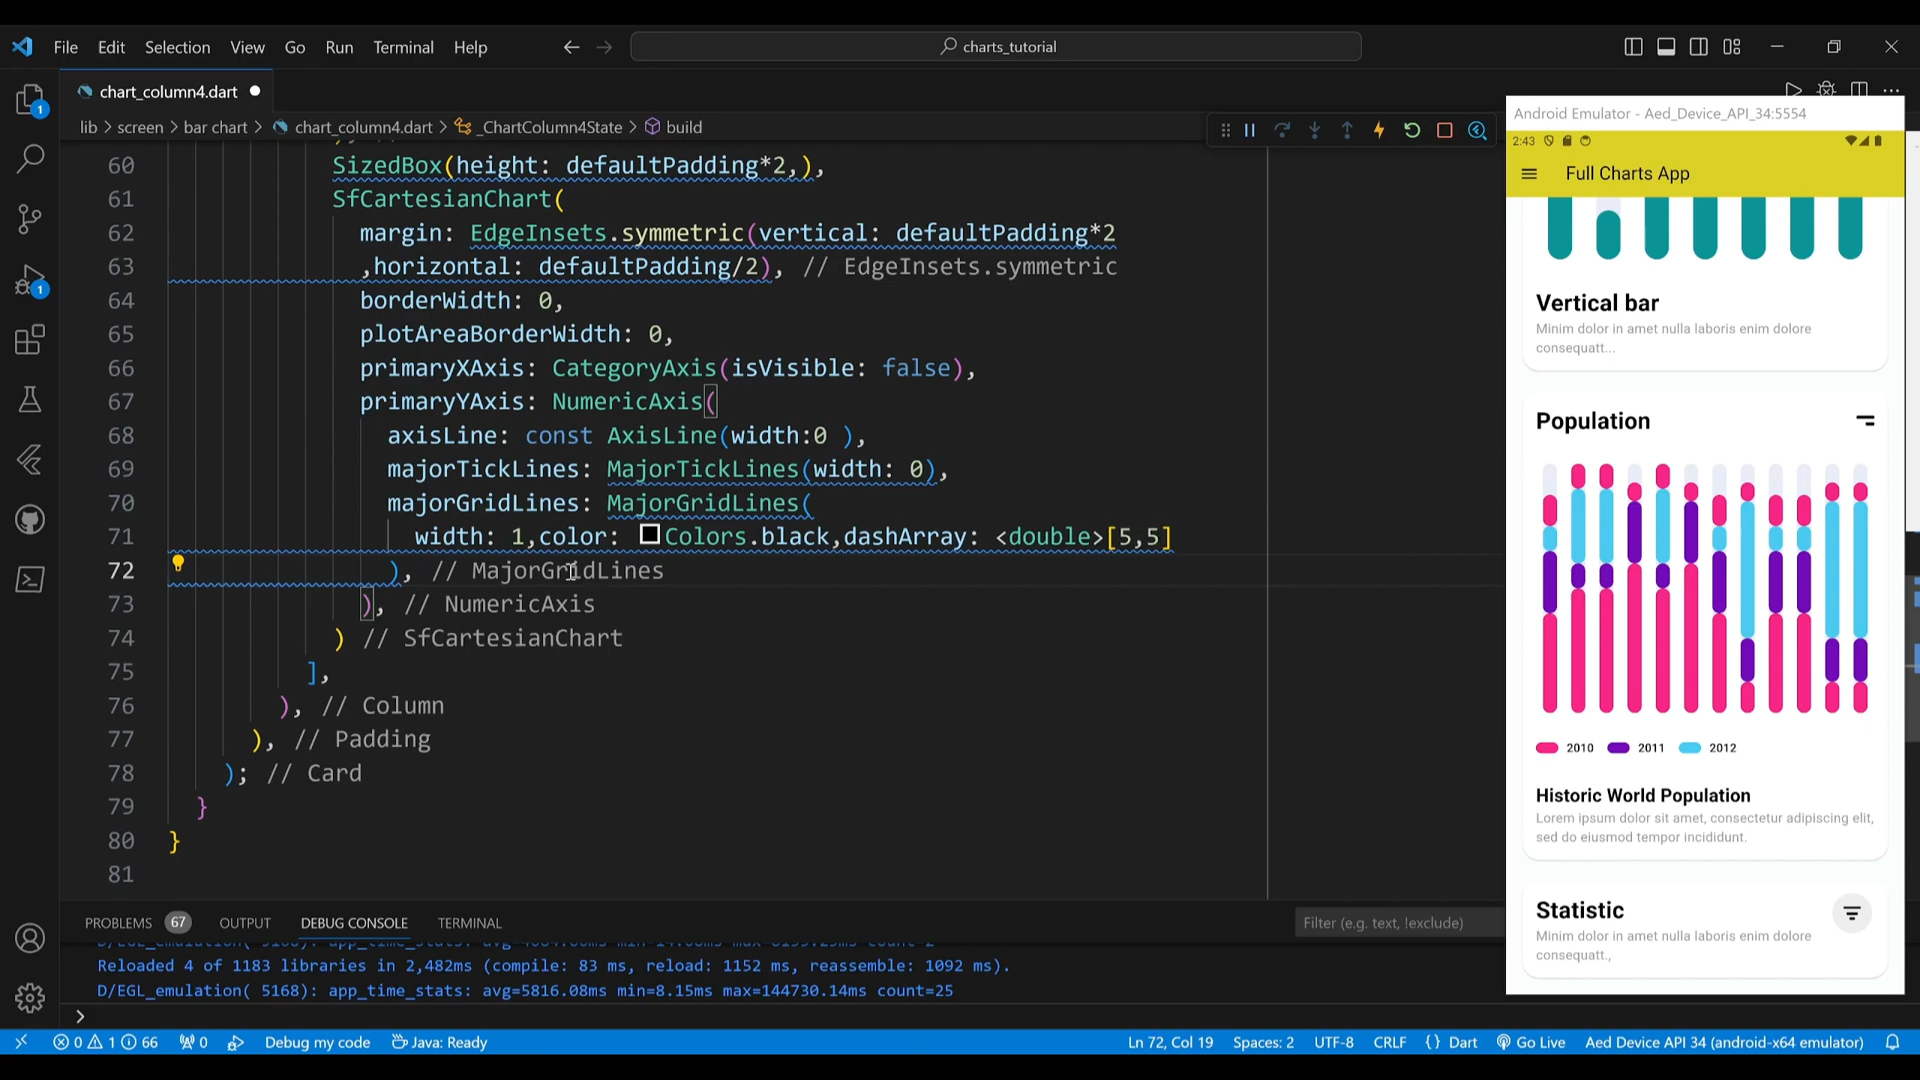 File Edit Selection View Go Run Terminal Help
charts_tutorial
chart_column4.dart
lib > screen > bar chart > chart_column4.dart > _ChartColumn4State > build
60 SizedBox(height: defaultPadding*2,),
61 SfCartesianChart(
62 margin: EdgeInsets.symmetric(vertical: defaultPadding*2
63 ,horizontal: defaultPadding/2), // EdgeInsets.symmetric
64 borderWidth: 0,
65 plotAreaBorderWidth: 0,
66 primaryXAxis: CategoryAxis(isVisible: false),
67 primaryYAxis: NumericAxis(
68 axisLine: const AxisLine(width:0 ),
69 majorTickLines: MajorTickLines(width: 0),
70 majorGridLines: MajorGridLines(
71 width: 1,color: Colors.black,dashArray: <double>[5,5]
72 ), // MajorGridLines
73 ), // NumericAxis
74 ) // SfCartesianChart
75 ],
76 ), // Column
77 ), // Padding
78 ); // Card
79 }
80 }
81
PROBLEMS 67 OUTPUT DEBUG CONSOLE TERMINAL
Filter (e.g. text, !exclude)
Reloaded 4 of 1183 libraries in 2,482ms (compile: 83 ms, reload: 1152 ms, reassemble: 1092 ms).
D/EGL_emulation( 5168): app_time_stats: avg=5816.08ms min=8.15ms max=144730.14ms count=25
>
0 1 66 0 Debug my code Java: Ready
Ln 72, Col 19 Spaces: 2 UTF-8 CRLF {} Dart Go Live Aed Device API 34 (android-x64 emulator)
1
1
Android Emulator - Aed_Device_API_34:5554
2:43
Full Charts App
Vertical bar
Minim dolor in amet nulla laboris enim dolore
consequatt...
Population
2010 2011 2012
Historic World Population
Lorem ipsum dolor sit amet, consectetur adipiscing elit,
sed do eiusmod tempor incididunt.
Statistic
Minim dolor in amet nulla laboris enim dolore
consequatt.,